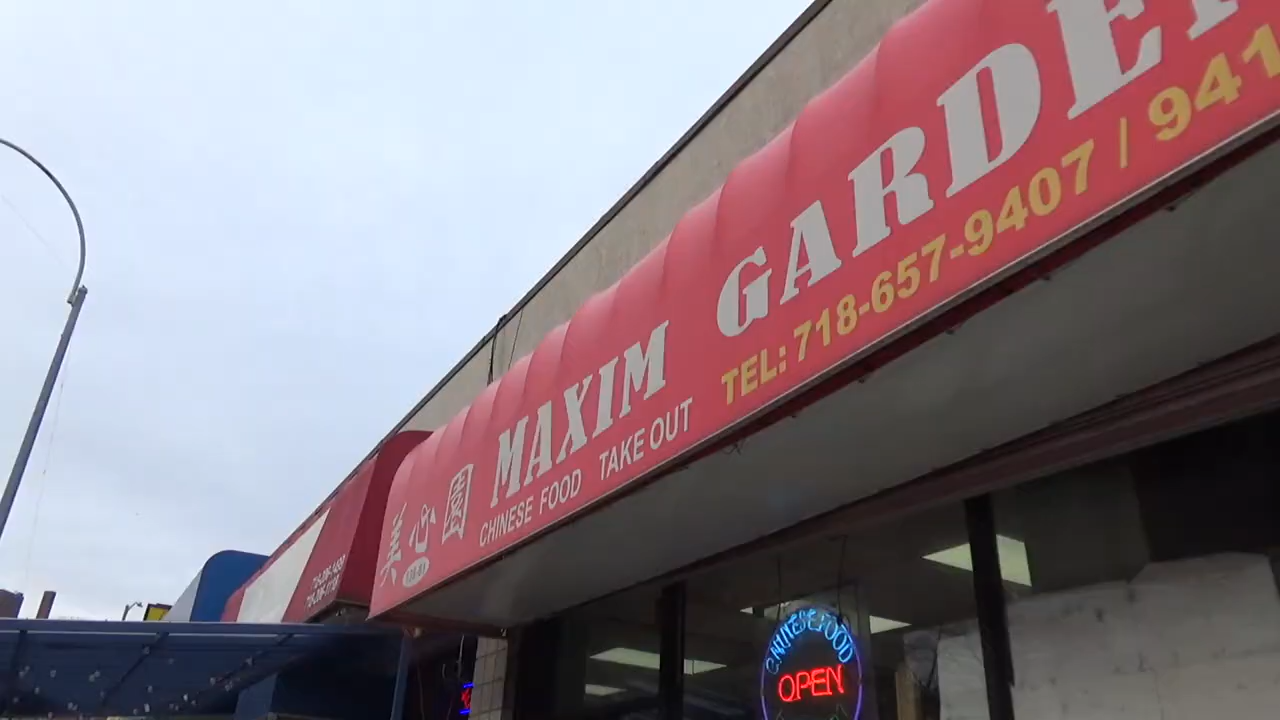 美心園
MAXIM GARDEN
CHINESE FOOD TAKE OUT
TEL: 718-657-9407 / 941
CHINESE FOOD
OPEN